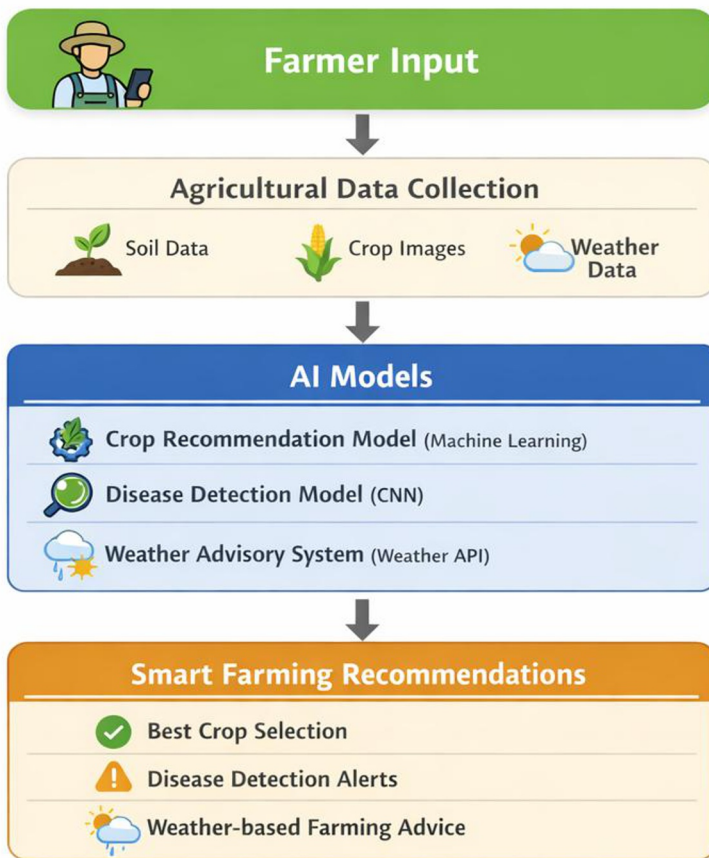 Farmer Input
Agricultural Data Collection
Soil Data
Crop Images
Weather
Data
AI Models
Crop Recommendation Model (Machine Learning)
Disease Detection Model (CNN)
Weather Advisory System (Weather API)
Smart Farming Recommendations
Best Crop Selection
Disease Detection Alerts
Weather-based Farming Advice